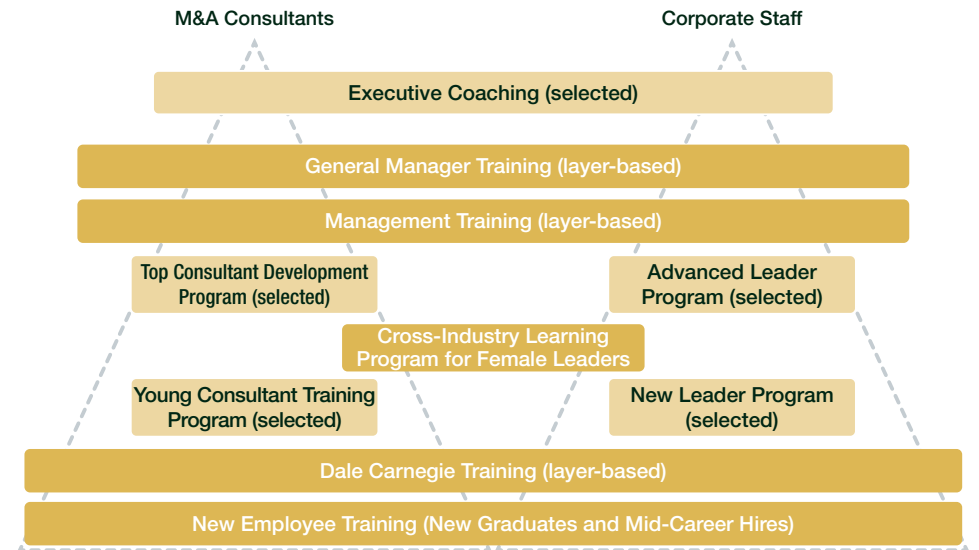 M&A Consultants
Corporate Staff
Executive Coaching (selected)
General Manager Training (layer-based)
Management Training (layer-based)
Top Consultant Development
Program (selected)
Advanced Leader
Program (selected)
Cross-Industry Learning
Program for Female Leaders
Young Consultant Training
Program (selected)
New Leader Program
(selected)
Dale Carnegie Training (layer-based)
New Employee Training (New Graduates and Mid-Career Hires)